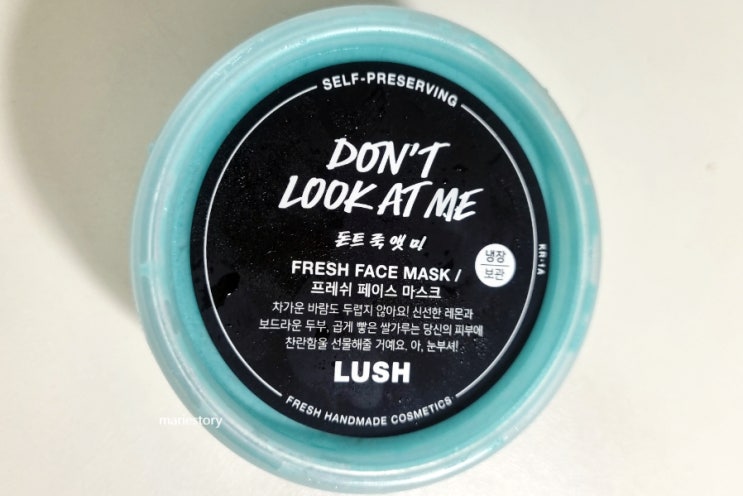 SELF-PRESERVING
DON'T
LOOK AT ME
돈트 룩 앳 미
FRESH FACE MASK /
프레쉬 페이스 마스크
냉장
보관
KR-1A
차가운 바람도 두렵지 않아요! 신선한 레몬과
보드라운 두부, 곱게 빻은 쌀가루는 당신의 피부에
찬란함을 선물해줄 거예요. 아, 눈부셔!
LUSH
FRESH HANDMADE COSMETICS
mariestory